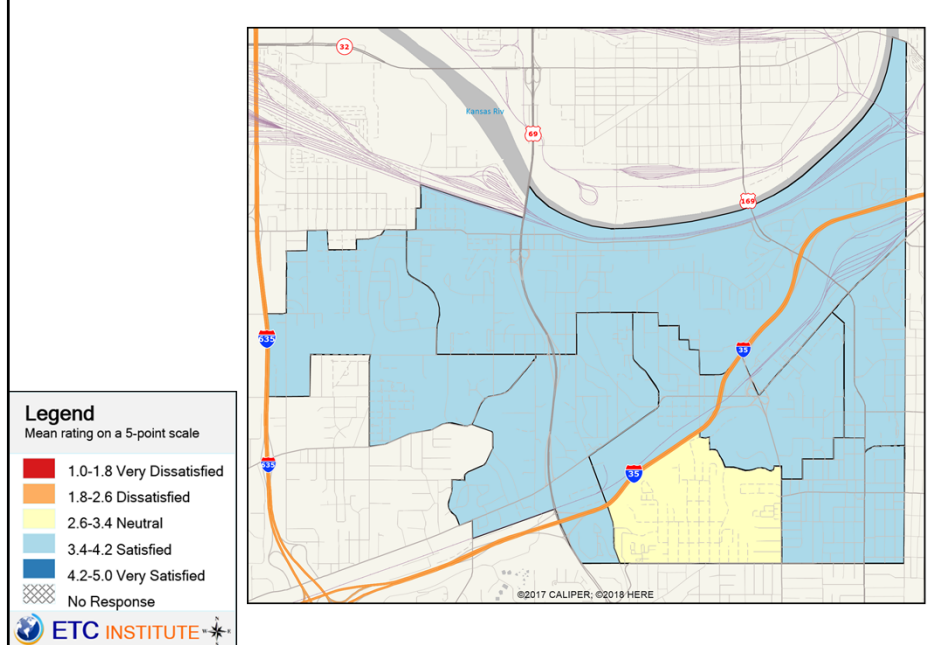 32
Kansas Riv
69
169
635
35
635
35
Legend
Mean rating on a 5-point scale
1.0-1.8 Very Dissatisfied
1.8-2.6 Dissatisfied
2.6-3.4 Neutral
3.4-4.2 Satisfied
4.2-5.0 Very Satisfied
No Response
©2017 CALIPER; ©2018 HERE
ETC INSTITUTE